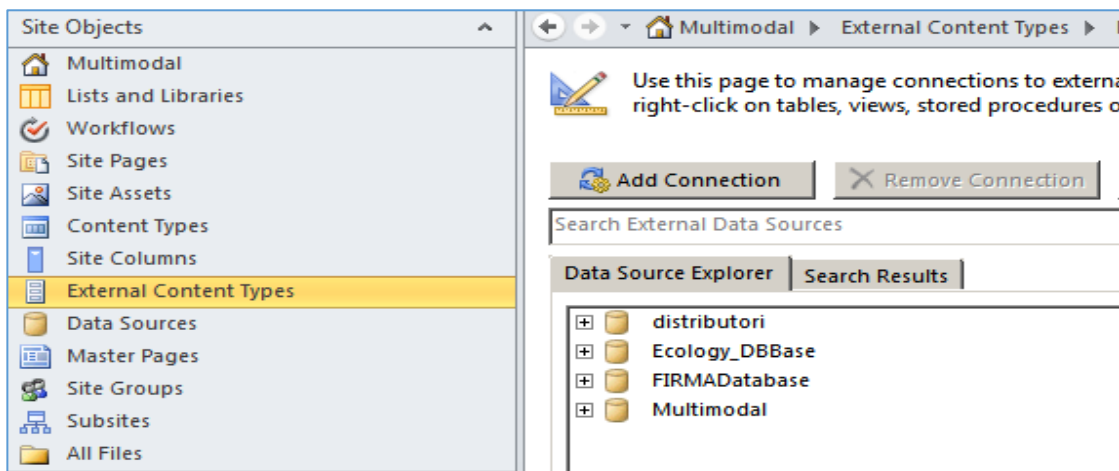 Site Objects
Multimodal
Lists and Libraries
Workflows
Site Pages
Site Assets
Content Types
Site Columns
External Content Types
Data Sources
Master Pages
Site Groups
Subsites
All Files
Multimodal External Content Types
Use this page to manage connections to externa
right-click on tables, views, stored procedures o
Add Connection Remove Connection
Search External Data Sources
Data Source Explorer Search Results
distributori
Ecology_DBBase
FIRMADatabase
Multimodal